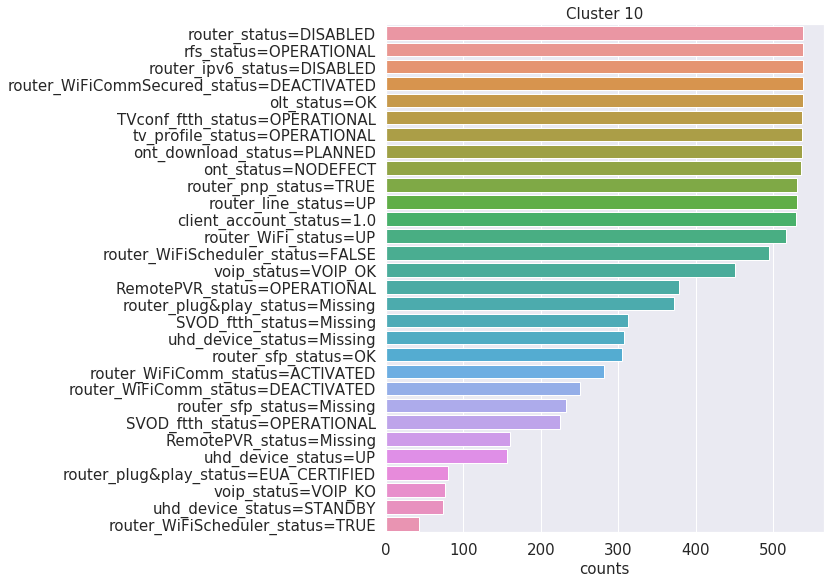 Cluster 10
router_status=DISABLED
rfs_status=OPERATIONAL
router_ipv6_status=DISABLED
router_WiFiCommSecured_status=DEACTIVATED
olt_status=OK
TVconf_ftth_status=OPERATIONAL
tv_profile_status=OPERATIONAL
ont_download_status=PLANNED
ont_status=NODEFECT
router_pnp_status=TRUE
router_line_status=UP
client_account_status=1.0
router_WiFi_status=UP
router_WiFiScheduler_status=FALSE
voip_status=VOIP_OK
RemotePVR_status=OPERATIONAL
router_plug&play_status=Missing
SVOD_ftth_status=Missing
uhd_device_status=Missing
router_sfp_status=OK
router_WiFiComm_status=ACTIVATED
router_WiFiComm_status=DEACTIVATED
router_sfp_status=Missing
SVOD_ftth_status=OPERATIONAL
RemotePVR_status=Missing
uhd_device_status=UP
router_plug&play_status=EUA_CERTIFIED
voip_status=VOIP_KO
uhd_device_status=STANDBY
router_WiFiScheduler_status=TRUE
0 100 200 300 400 500
counts